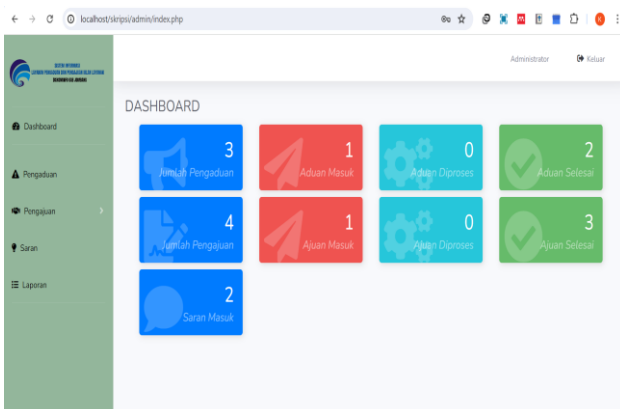 localhost/skripsi/admin/index.php
Administrator
Keluar
DASHBOARD
Dashboard
Pengaduan
Pengajuan
Saran
Laporan
3
Jumlah Pengaduan
1
Aduan Masuk
0
Aduan Diproses
2
Aduan Selesai
4
Jumlah Pengajuan
1
Ajuan Masuk
0
Ajuan Diproses
3
Ajuan Selesai
2
Saran Masuk